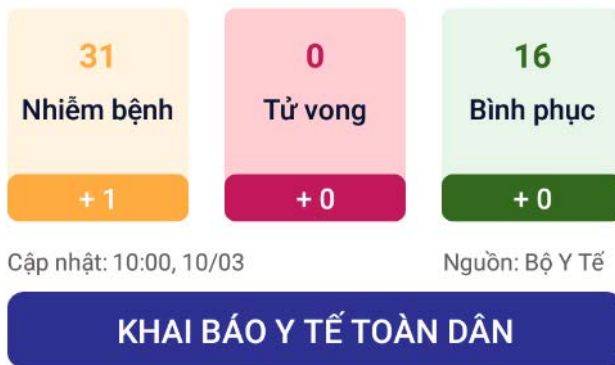 31 0 16
Nhiễm bệnh Tử vong Bình phục
+ 1 + 0 + 0
Cập nhật: 10:00, 10/03 Nguồn: Bộ Y Tế
KHAI BÁO Y TẾ TOÀN DÂN